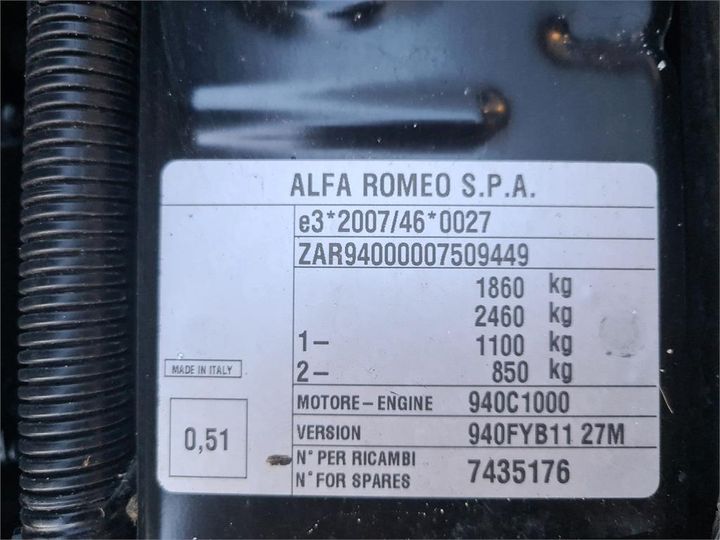 ALFA ROMEO S.P.A.
e3*2007/46*0027
ZAR94000007509449
1860 kg
2460 kg
1– 1100 kg
2– 850 kg
MADE IN ITALY
MOTORE–ENGINE 940C1000
0,51
VERSION 940FYB11 27M
N° PER RICAMBI
N° FOR SPARES 7435176